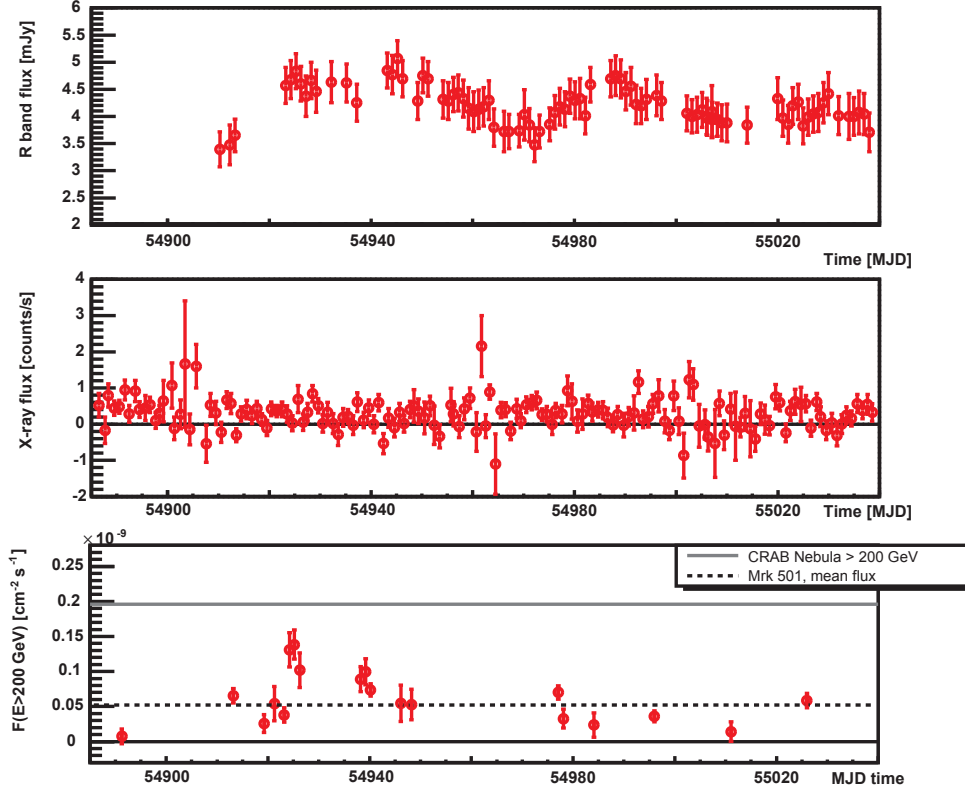 6
5.5
5
4.5
4
3.5
3
2.5
2
R band flux [mJy]
54900 54940 54980 55020
Time [MJD]
4
3
2
1
0
-1
-2
X-ray flux [counts/s]
54900 54940 54980 55020
Time [MJD]
× 10⁻⁹
0.25
0.2
0.15
0.1
0.05
0
F(E>200 GeV) [cm⁻² s⁻¹]
CRAB Nebula > 200 GeV
Mrk 501, mean flux
54900 54940 54980 55020
MJD time